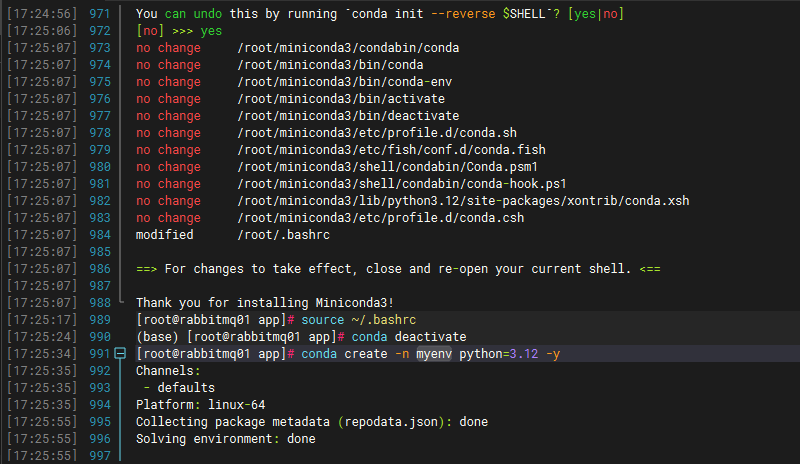 [17:24:56] 971 You can undo this by running `conda init --reverse $SHELL`? [yes|no]
[17:25:06] 972 [no] >>> yes
[17:25:07] 973 no change /root/miniconda3/condabin/conda
[17:25:07] 974 no change /root/miniconda3/bin/conda
[17:25:07] 975 no change /root/miniconda3/bin/conda-env
[17:25:07] 976 no change /root/miniconda3/bin/activate
[17:25:07] 977 no change /root/miniconda3/bin/deactivate
[17:25:07] 978 no change /root/miniconda3/etc/profile.d/conda.sh
[17:25:07] 979 no change /root/miniconda3/etc/fish/conf.d/conda.fish
[17:25:07] 980 no change /root/miniconda3/shell/condabin/Conda.psm1
[17:25:07] 981 no change /root/miniconda3/shell/condabin/conda-hook.ps1
[17:25:07] 982 no change /root/miniconda3/lib/python3.12/site-packages/xontrib/conda.xsh
[17:25:07] 983 no change /root/miniconda3/etc/profile.d/conda.csh
[17:25:07] 984 modified /root/.bashrc
[17:25:07] 985
[17:25:07] 986 ==> For changes to take effect, close and re-open your current shell. <==
[17:25:07] 987
[17:25:07] 988 Thank you for installing Miniconda3!
[17:25:17] 989 [root@rabbitmq01 app]# source ~/.bashrc
[17:25:24] 990 (base) [root@rabbitmq01 app]# conda deactivate
[17:25:34] 991 [root@rabbitmq01 app]# conda create -n myenv python=3.12 -y
[17:25:35] 992 Channels:
[17:25:35] 993 - defaults
[17:25:35] 994 Platform: linux-64
[17:25:55] 995 Collecting package metadata (repodata.json): done
[17:25:55] 996 Solving environment: done
[17:25:55] 997